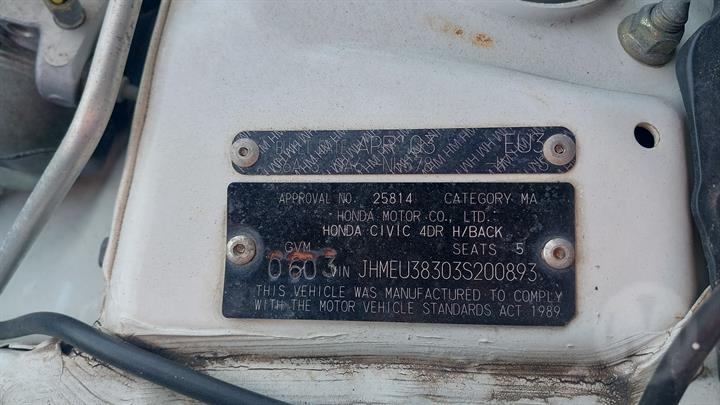 APR 03 EU3
APPROVAL NO. 25814 CATEGORY MA
HONDA MOTOR CO., LTD.
HONDA CIVIC 4DR H/BACK
GVM SEATS 5
0603 VIN JHMEU38303S200893
THIS VEHICLE WAS MANUFACTURED TO COMPLY
WITH THE MOTOR VEHICLE STANDARDS ACT 1989.